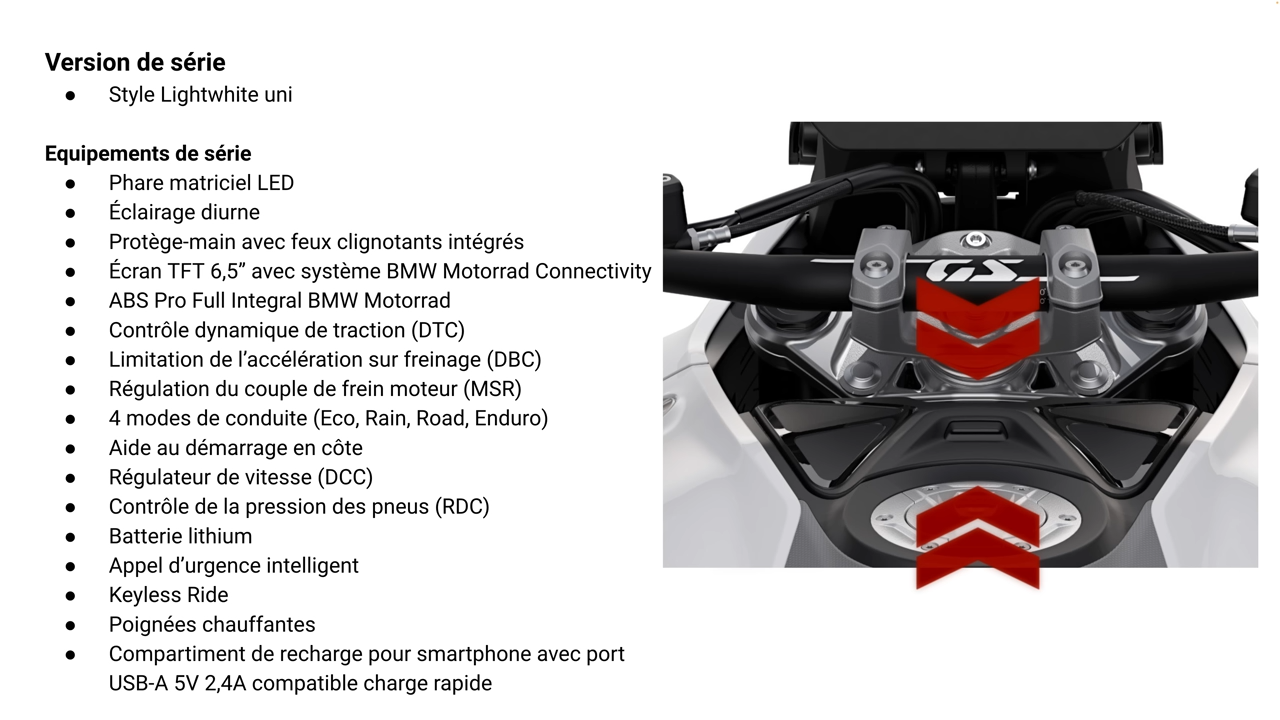 Version de série
● Style Lightwhite uni
Equipements de série
● Phare matriciel LED
● Éclairage diurne
● Protège-main avec feux clignotants intégrés
● Écran TFT 6,5” avec système BMW Motorrad Connectivity
● ABS Pro Full Integral BMW Motorrad
● Contrôle dynamique de traction (DTC)
● Limitation de l’accélération sur freinage (DBC)
● Régulation du couple de frein moteur (MSR)
● 4 modes de conduite (Eco, Rain, Road, Enduro)
● Aide au démarrage en côte
● Régulateur de vitesse (DCC)
● Contrôle de la pression des pneus (RDC)
● Batterie lithium
● Appel d’urgence intelligent
● Keyless Ride
● Poignées chauffantes
● Compartiment de recharge pour smartphone avec port
USB-A 5V 2,4A compatible charge rapide
GS